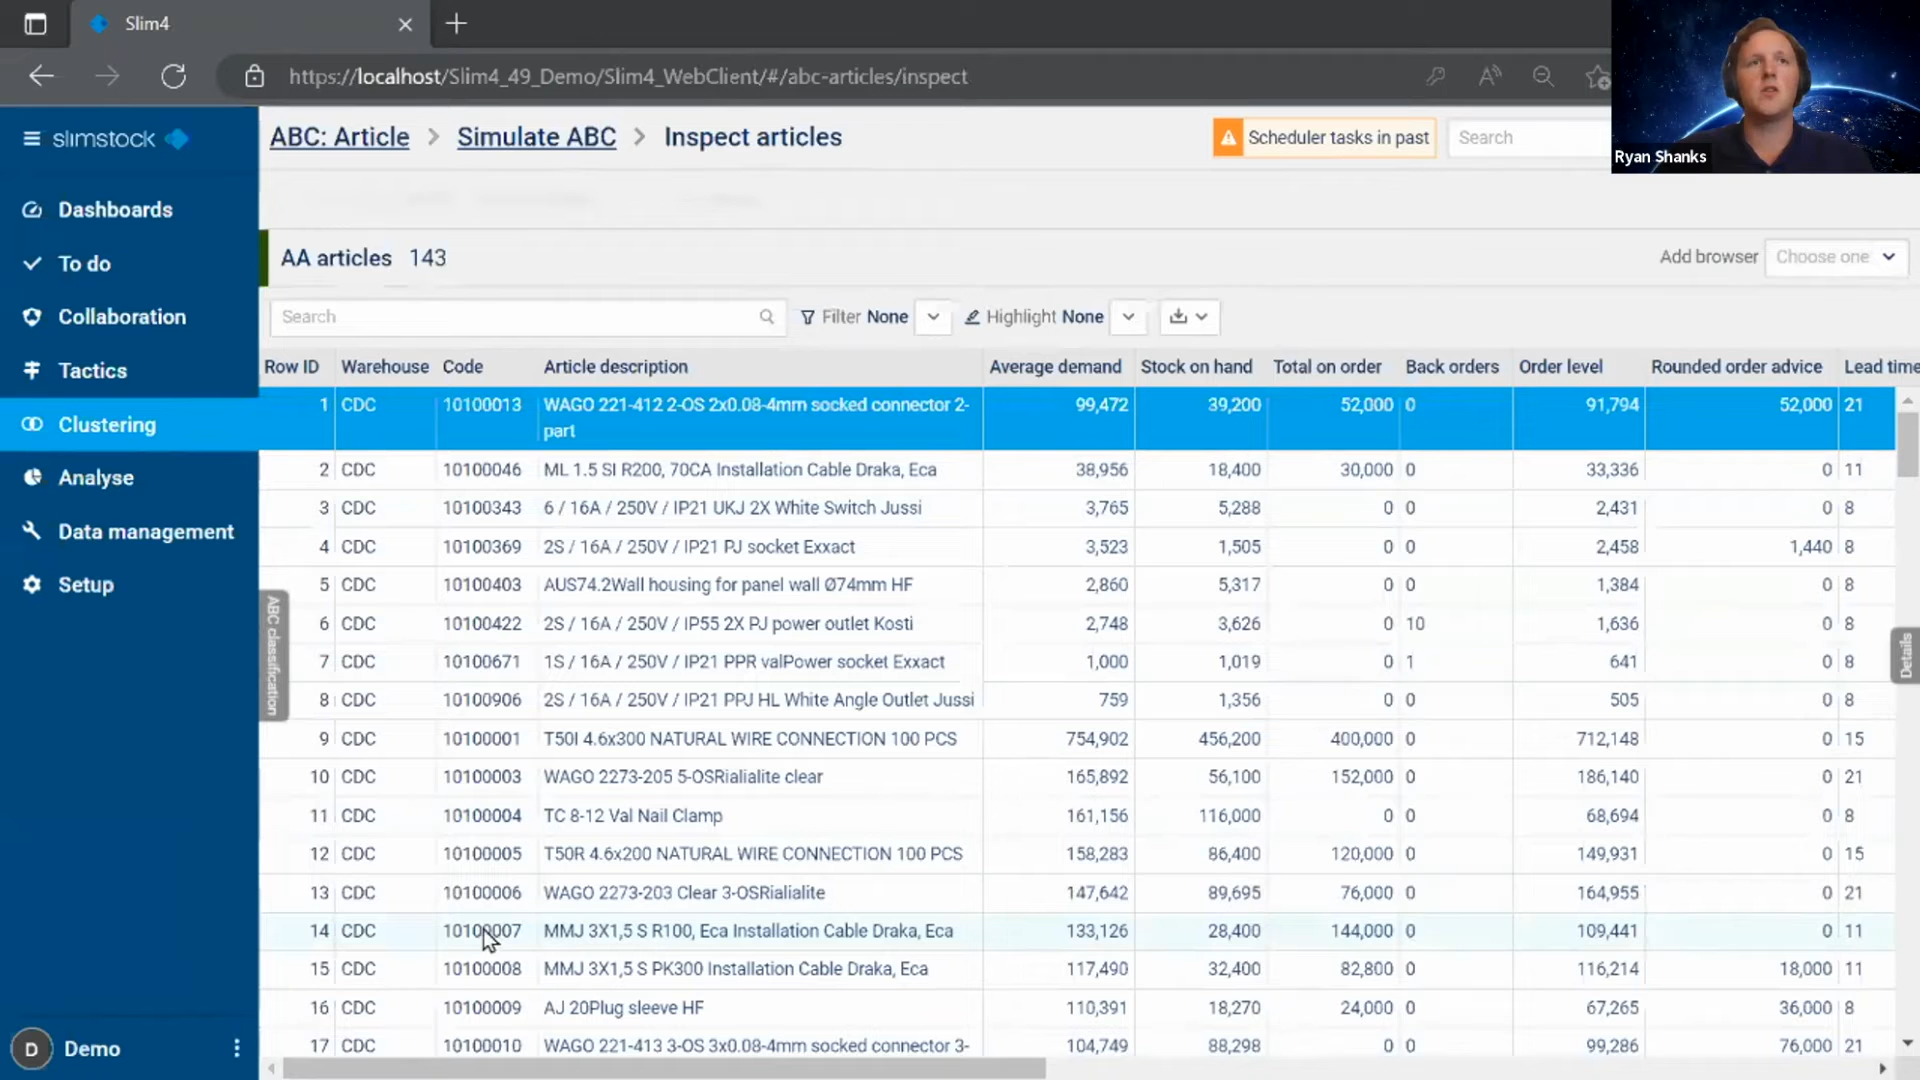 Slim4
https://localhost/Slim4_49_Demo/Slim4_WebClient/#/abc-articles/inspect
Ryan Shanks
slimstock
ABC: Article > Simulate ABC > Inspect articles
Scheduler tasks in past
Search
Dashboards
To do
Collaboration
Tactics
Clustering
Analyse
Data management
Setup
D Demo
AA articles 143
Add browser Choose one
Search
Filter None
Highlight None
ABC classification
Details
Row ID Warehouse Code Article description Average demand Stock on hand Total on order Back orders Order level Rounded order advice Lead time
1 CDC 10100013 WAGO 221-412 2-OS 2x0.08-4mm socked connector 2- 99,472 39,200 52,000 0 91,794 52,000 21
part
2 CDC 10100046 ML 1.5 SI R200, 70CA Installation Cable Draka, Eca 38,956 18,400 30,000 0 33,336 0 11
3 CDC 10100343 6 / 16A / 250V / IP21 UKJ 2X White Switch Jussi 3,765 5,288 0 0 2,431 0 8
4 CDC 10100369 2S / 16A / 250V / IP21 PJ socket Exxact 3,523 1,505 0 0 2,458 1,440 8
5 CDC 10100403 AUS74.2Wall housing for panel wall Ø74mm HF 2,860 5,317 0 0 1,384 0 8
6 CDC 10100422 2S / 16A / 250V / IP55 2X PJ power outlet Kosti 2,748 3,626 0 10 1,636 0 8
7 CDC 10100671 1S / 16A / 250V / IP21 PPR valPower socket Exxact 1,000 1,019 0 1 641 0 8
8 CDC 10100906 2S / 16A / 250V / IP21 PPJ HL White Angle Outlet Jussi 759 1,356 0 0 505 0 8
9 CDC 10100001 T50I 4.6x300 NATURAL WIRE CONNECTION 100 PCS 754,902 456,200 400,000 0 712,148 0 15
10 CDC 10100003 WAGO 2273-205 5-OSRialialite clear 165,892 56,100 152,000 0 186,140 0 21
11 CDC 10100004 TC 8-12 Val Nail Clamp 161,156 116,000 0 0 68,694 0 8
12 CDC 10100005 T50R 4.6x200 NATURAL WIRE CONNECTION 100 PCS 158,283 86,400 120,000 0 149,931 0 15
13 CDC 10100006 WAGO 2273-203 Clear 3-OSRialialite 147,642 89,695 76,000 0 164,955 0 21
14 CDC 10100007 MMJ 3X1,5 S R100, Eca Installation Cable Draka, Eca 133,126 28,400 144,000 0 109,441 0 11
15 CDC 10100008 MMJ 3X1,5 S PK300 Installation Cable Draka, Eca 117,490 32,400 82,800 0 116,214 18,000 11
16 CDC 10100009 AJ 20Plug sleeve HF 110,391 18,270 24,000 0 67,265 36,000 8
17 CDC 10100010 WAGO 221-413 3-OS 3x0.08-4mm socked connector 3- 104,749 88,298 0 0 99,286 76,000 21